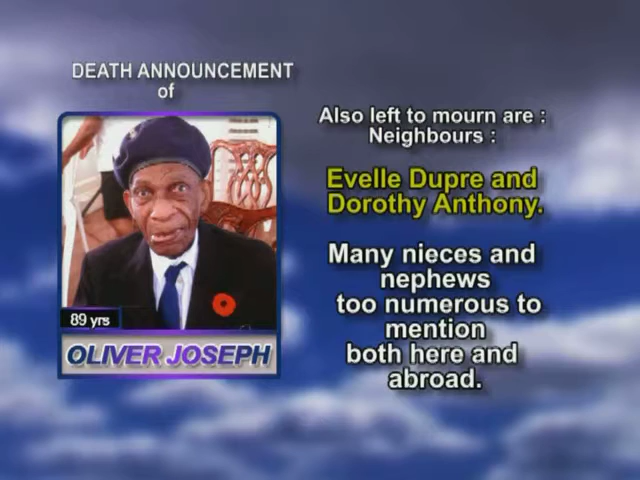 DEATH ANNOUNCEMENT
of
89 yrs
OLIVER JOSEPH
Also left to mourn are :
Neighbours :
Evelle Dupre and
Dorothy Anthony.
Many nieces and
nephews
too numerous to
mention
both here and
abroad.